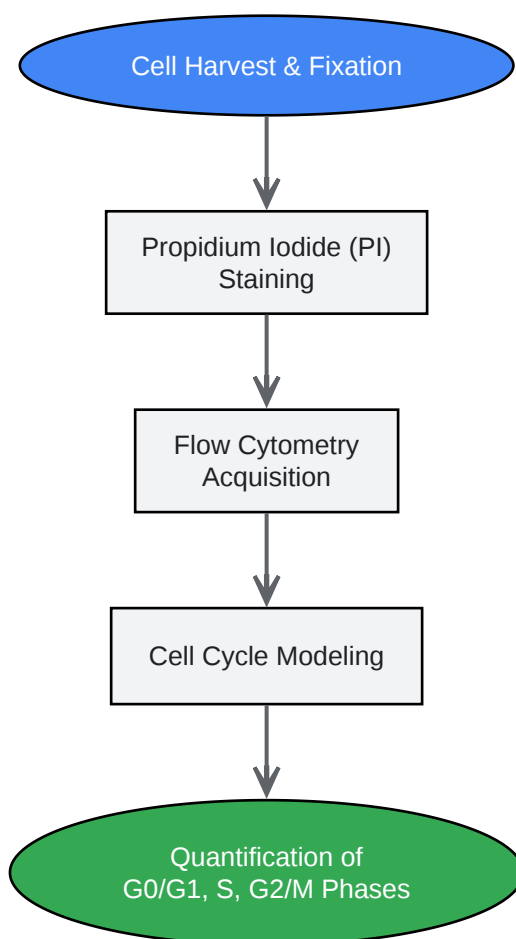 Cell Harvest & Fixation
Propidium Iodide (PI)
Staining
Flow Cytometry
Acquisition
Cell Cycle Modeling
Quantification of
G0/G1, S, G2/M Phases